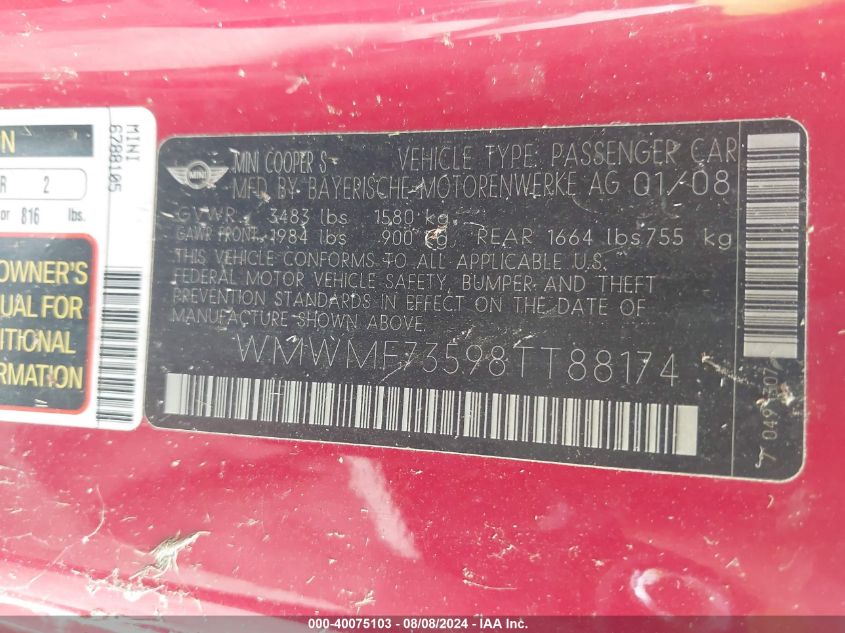 N
R 2
or 816 lbs.
OWNER'S
UAL FOR
ITIONAL
ORMATION
MINI
6788105
MINI
MINI COOPER S VEHICLE TYPE: PASSENGER CAR
MFD BY BAYERISCHE MOTORENWERKE AG 01/08
GVWR 3483 lbs 1580 kg
GAWR FRONT 1984 lbs 900 kg REAR 1664 lbs 755 kg
THIS VEHICLE CONFORMS TO ALL APPLICABLE U.S.
FEDERAL MOTOR VEHICLE SAFETY, BUMPER AND THEFT
PREVENTION STANDARDS IN EFFECT ON THE DATE OF
MANUFACTURE SHOWN ABOVE.
WMWMF73598TT88174
000-40075103 - 08/08/2024 - IAA Inc.